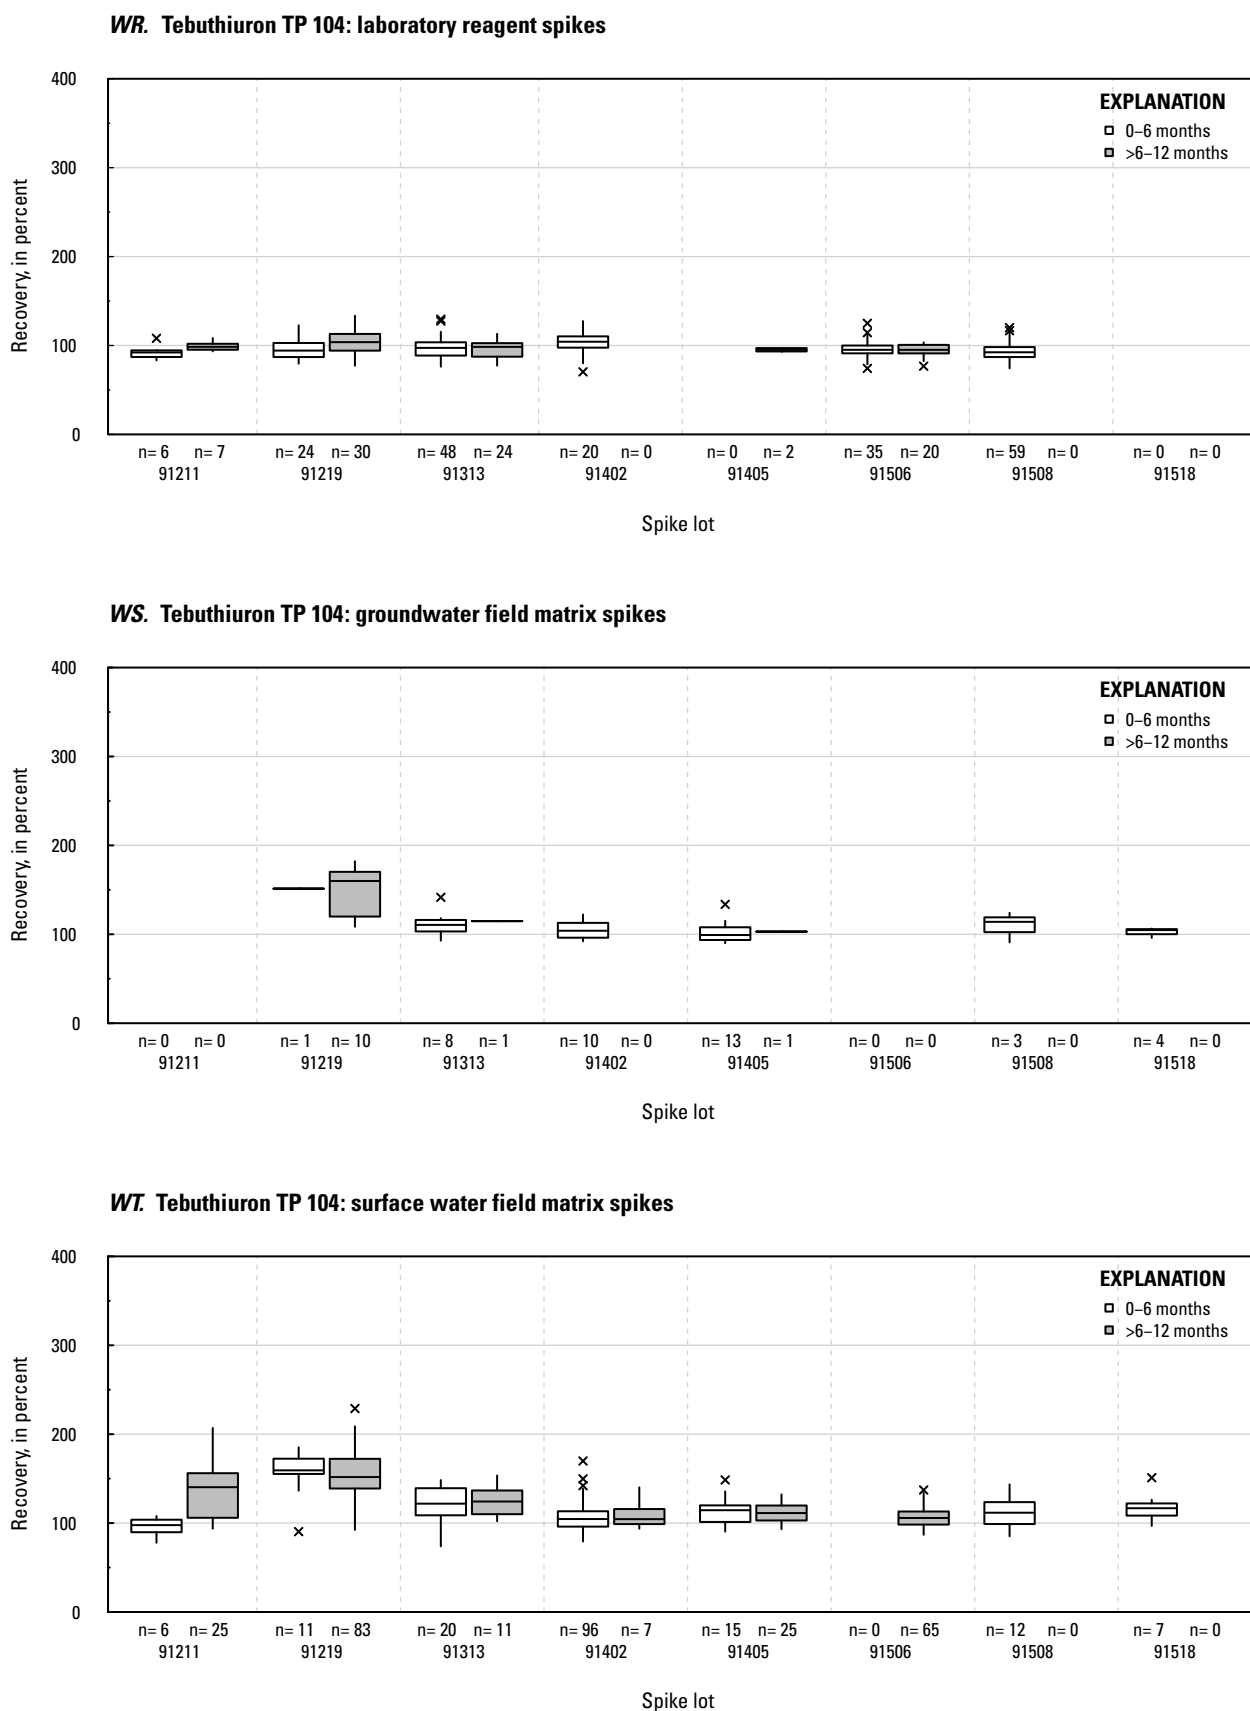 WR. Tebuthiuron TP 104: laboratory reagent spikes
400
EXPLANATION
0–6 months
>6–12 months
300
200
100
0
Recovery, in percent
n= 6 n= 7 n= 24 n= 30 n= 48 n= 24 n= 20 n= 0 n= 0 n= 2 n= 35 n= 20 n= 59 n= 0 n= 0 n= 0
91211 91219 91313 91402 91405 91506 91508 91518
Spike lot
WS. Tebuthiuron TP 104: groundwater field matrix spikes
400
EXPLANATION
0–6 months
>6–12 months
300
200
100
0
Recovery, in percent
n= 0 n= 0 n= 1 n= 10 n= 8 n= 1 n= 10 n= 0 n= 13 n= 1 n= 0 n= 0 n= 3 n= 0 n= 4 n= 0
91211 91219 91313 91402 91405 91506 91508 91518
Spike lot
WT. Tebuthiuron TP 104: surface water field matrix spikes
400
EXPLANATION
0–6 months
>6–12 months
300
200
100
0
Recovery, in percent
n= 6 n= 25 n= 11 n= 83 n= 20 n= 11 n= 96 n= 7 n= 15 n= 25 n= 0 n= 65 n= 12 n= 0 n= 7 n= 0
91211 91219 91313 91402 91405 91506 91508 91518
Spike lot